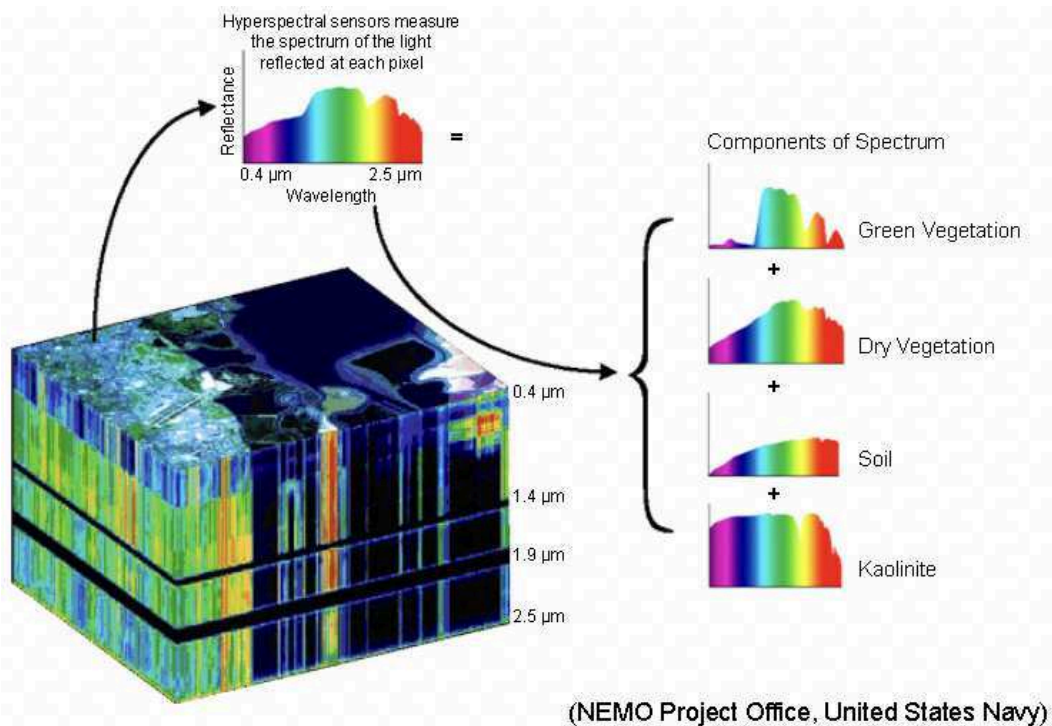 Hyperspectral sensors measure
the spectrum of the light
reflected at each pixel
Reflectance
0.4 µm
2.5 µm
Wavelength
=
Components of Spectrum
Green Vegetation
+
Dry Vegetation
+
Soil
+
Kaolinite
0.4 µm
1.4 µm
1.9 µm
2.5 µm
(NEMO Project Office, United States Navy)